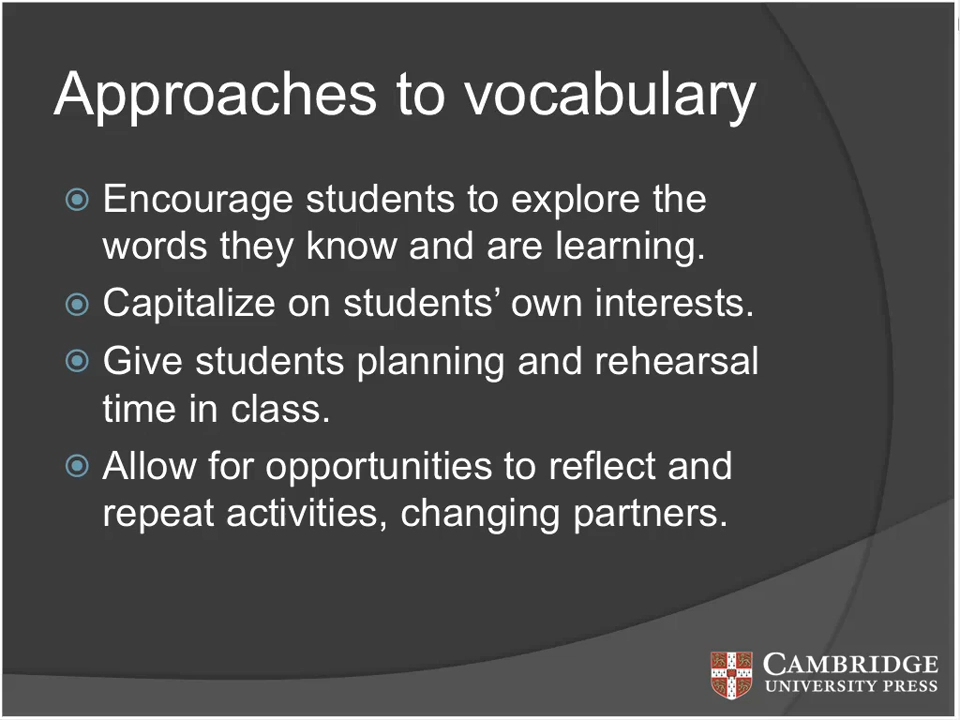 Approaches to vocabulary
Encourage students to explore the
words they know and are learning.
Capitalize on students’ own interests.
Give students planning and rehearsal
time in class.
Allow for opportunities to reflect and
repeat activities, changing partners.
CAMBRIDGE
UNIVERSITY PRESS